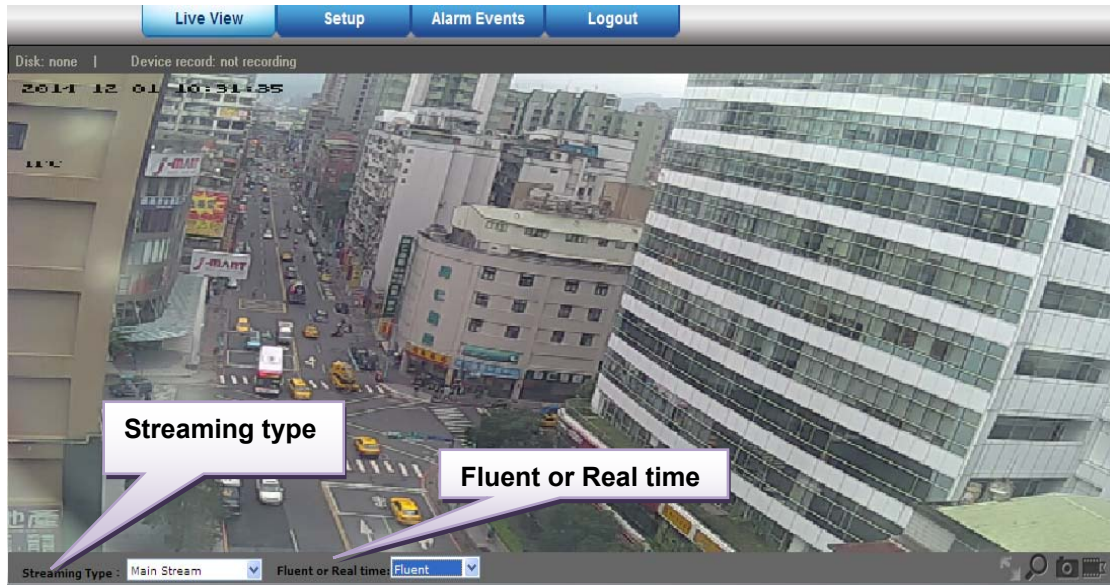 Live View
Setup
Alarm Events
Logout
Disk: none | Device record: not recording
2014 12 01 10:31:35
J-MART
J-MART
Streaming type
Fluent or Real time
Streaming Type : Main Stream
Fluent or Real time: Fluent